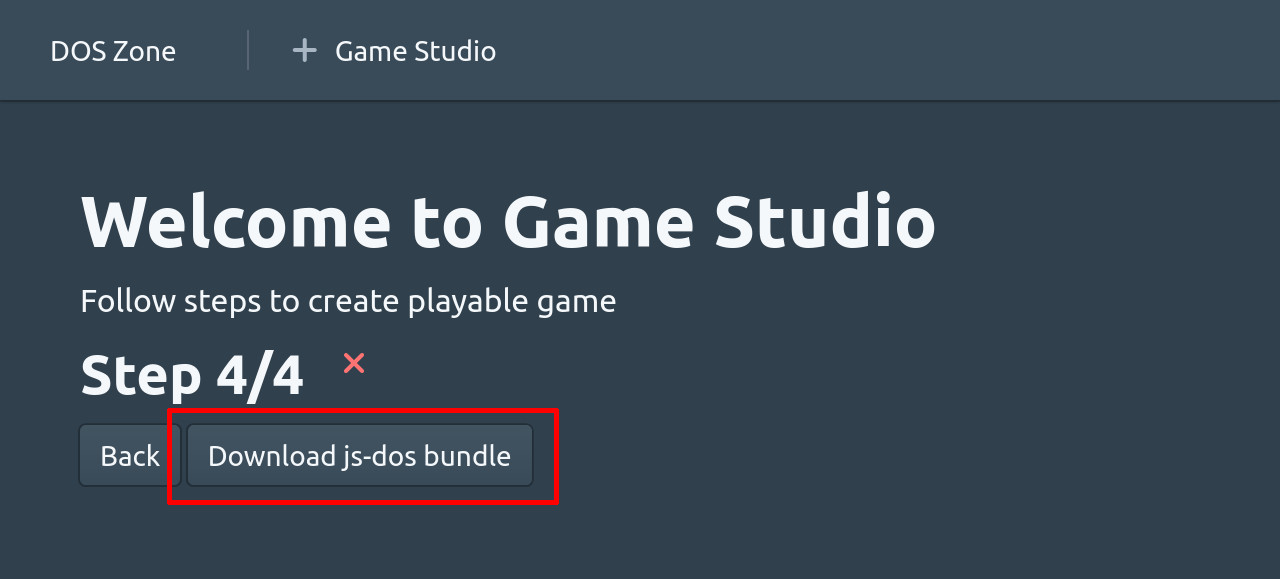 DOS Zone Game Studio
Welcome to Game Studio
Follow steps to create playable game
Step 4/4
Back Download js-dos bundle